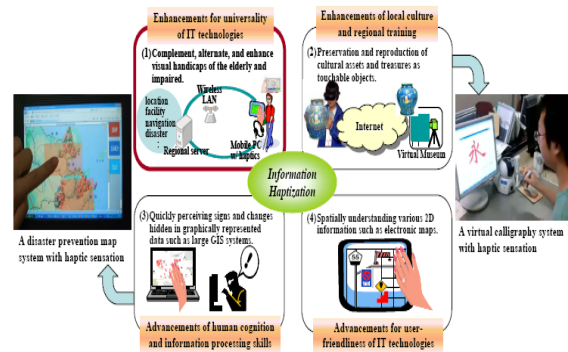 Enhancements for universality
of IT technologies
Enhancements of local culture
and regional training
(1) Complement, alternate, and enhance
visual handicaps of the elderly and
impaired.
Wireless
LAN
location
facility
navigation
disaster
:
Regional server
Mobile PC
w/ haptics
(2) Preservation and reproduction of
cultural assets and treasures as
touchable objects.
Internet
Virtual Museum
Information
Haptization
(3) Quickly perceiving signs and changes
hidden in graphically represented
data such as large GIS systems.
(4) Spatially understanding various 2D
information such as electronic maps.
A disaster prevention map
system with haptic sensation
永
A virtual calligraphy system
with haptic sensation
Advancements of human cognition
and information processing skills
Advancements for user-
friendliness of IT technologies